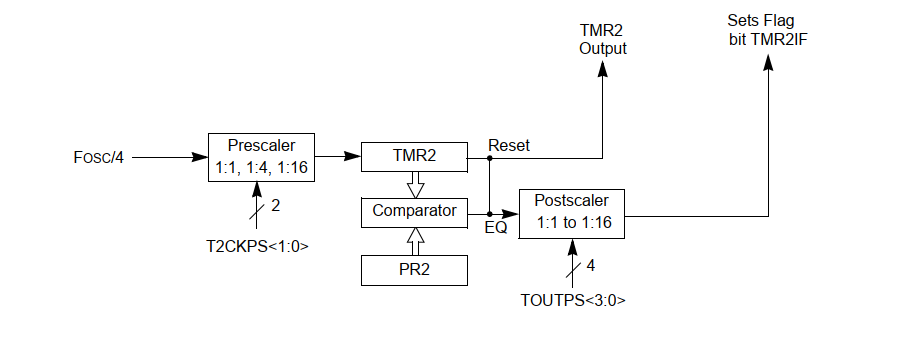 TMR2
Output
Sets Flag
bit TMR2IF
FOSC/4
Prescaler
1:1, 1:4, 1:16
TMR2
Reset
2
T2CKPS<1:0>
Comparator
EQ
Postscaler
1:1 to 1:16
PR2
4
TOUTPS<3:0>